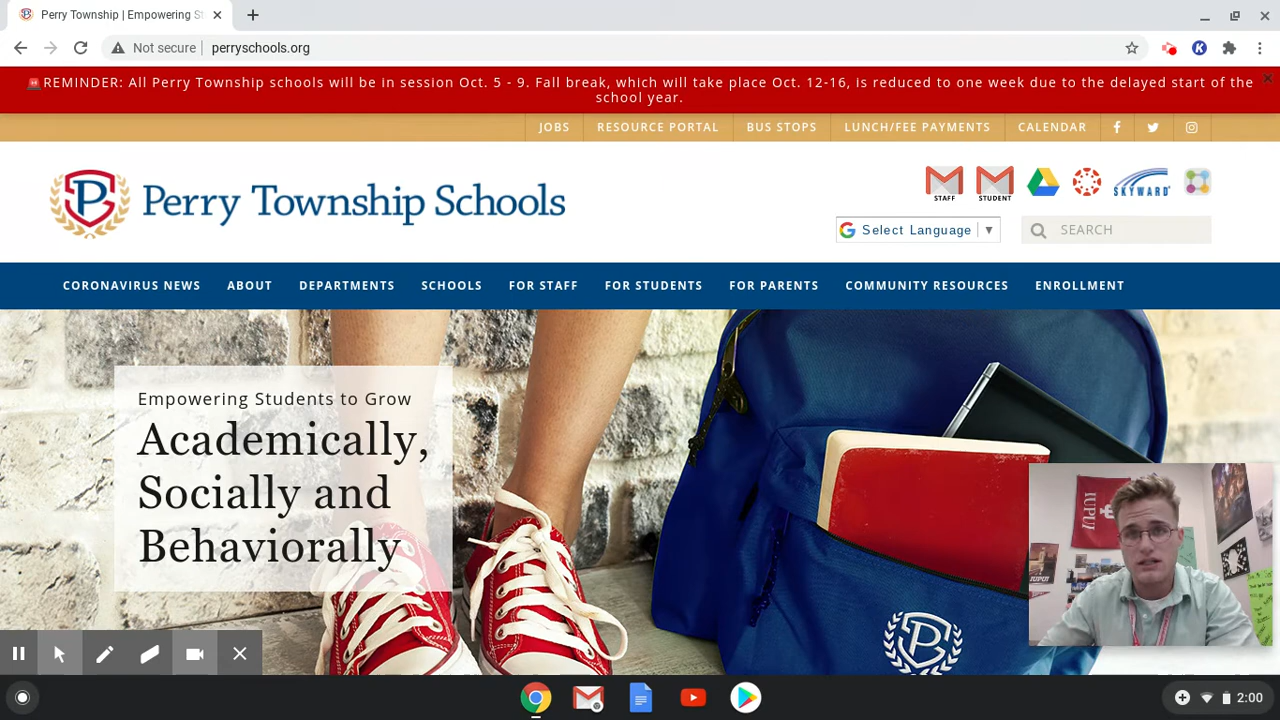 Perry Township | Empowering S
Not secure
perryschools.org
🚨REMINDER: All Perry Township schools will be in session Oct. 5 - 9. Fall break, which will take place Oct. 12-16, is reduced to one week due to the delayed start of the
school year.
JOBS
RESOURCE PORTAL
BUS STOPS
LUNCH/FEE PAYMENTS
CALENDAR
Perry Township Schools
STAFF
STUDENT
SKYWARD
Select Language
SEARCH
CORONAVIRUS NEWS
ABOUT
DEPARTMENTS
SCHOOLS
FOR STAFF
FOR STUDENTS
FOR PARENTS
COMMUNITY RESOURCES
ENROLLMENT
Empowering Students to Grow
Academically,
Socially and
Behaviorally
IUPUI
IUPUI
2:00